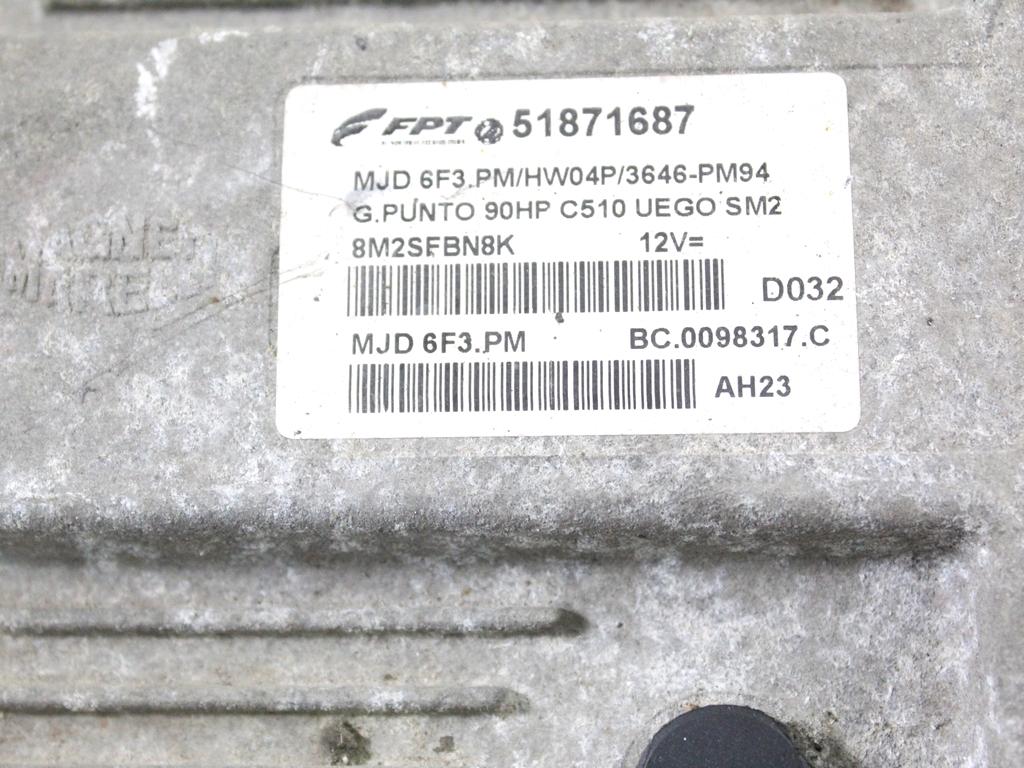 FPT 51871687
MJD 6F3.PM/HW04P/3646-PM94
G.PUNTO 90HP C510 UEGO SM2
8M2SFBN8K 12V=
D032
MJD 6F3.PM BC.0098317.C
AH23